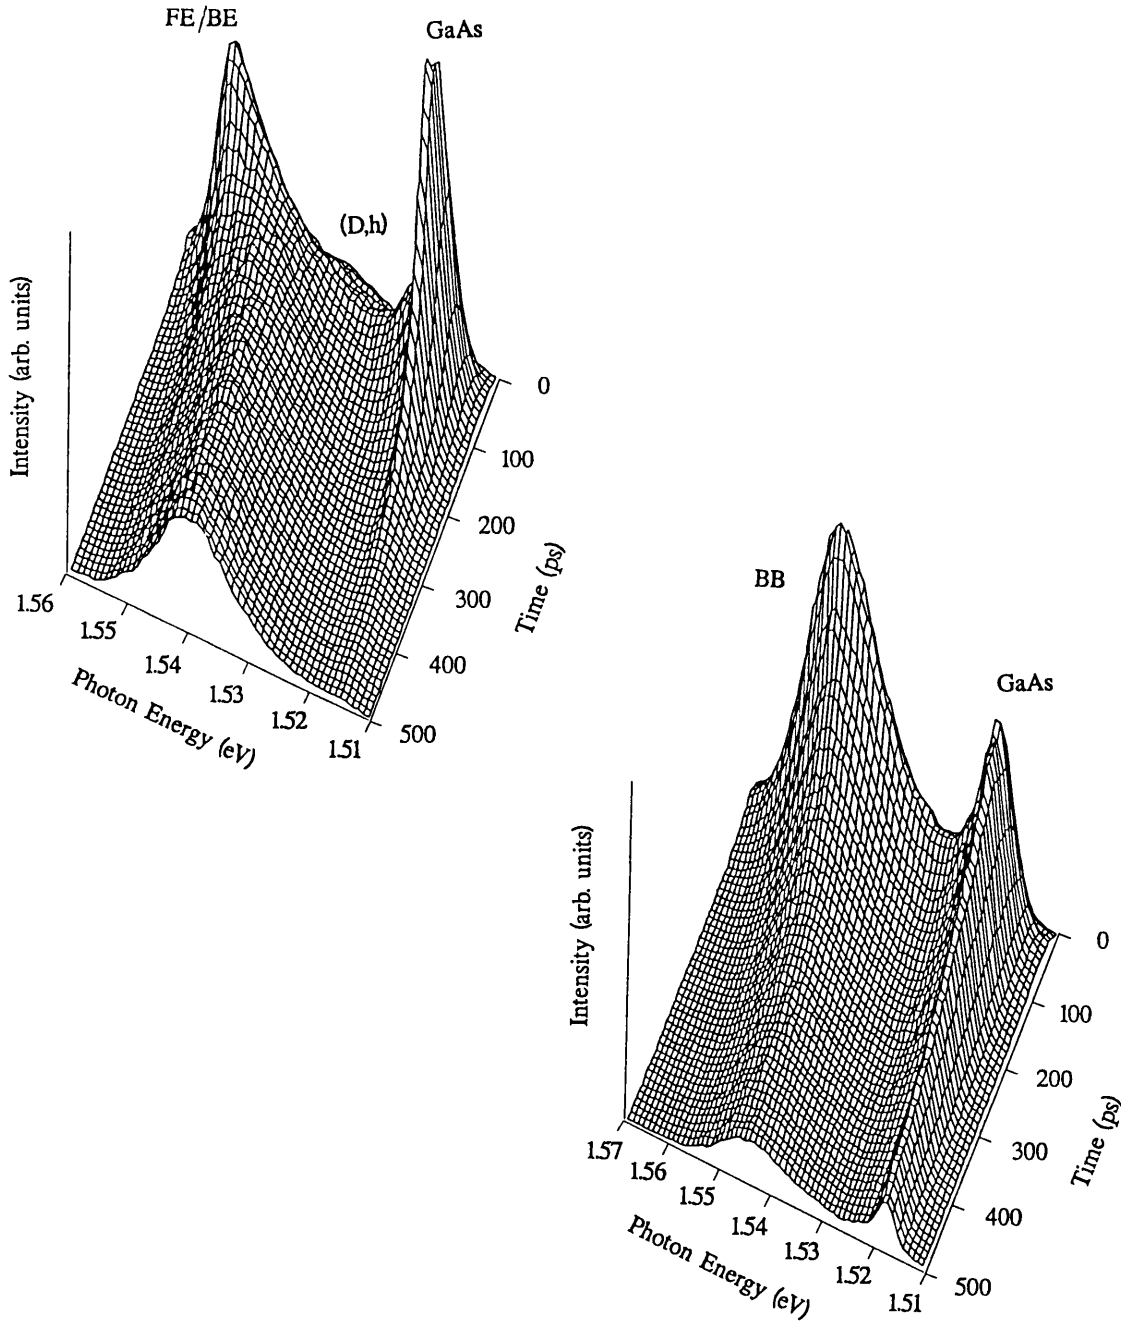 FE/BE
GaAs
(D,h)
Intensity (arb. units)
0
100
200
300
400
500
Time (ps)
1.56
1.55
1.54
1.53
1.52
1.51
Photon Energy (eV)
BB
GaAs
Intensity (arb. units)
0
100
200
300
400
500
Time (ps)
1.57
1.56
1.55
1.54
1.53
1.52
1.51
Photon Energy (eV)